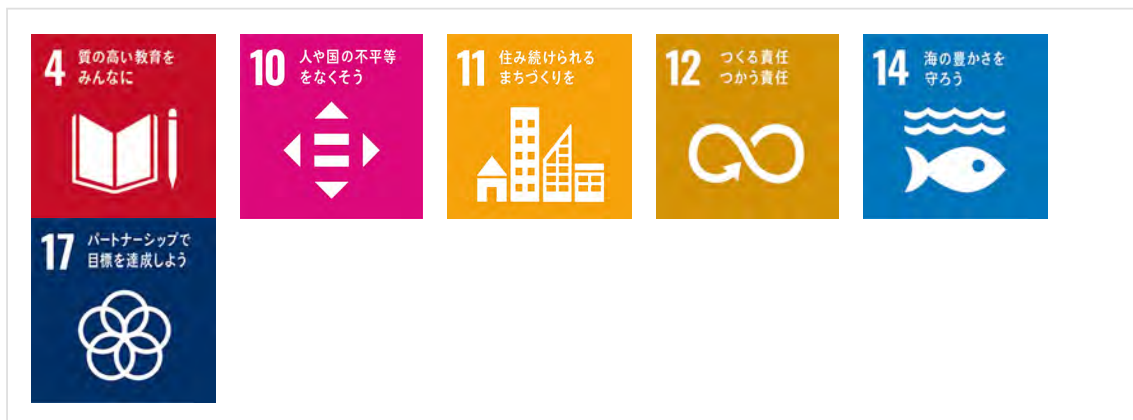 4 質の高い教育を
みんなに
10 人や国の不平等
をなくそう
11 住み続けられる
まちづくりを
12 つくる責任
つかう責任
14 海の豊かさを
守ろう
17 パートナーシップで
目標を達成しよう